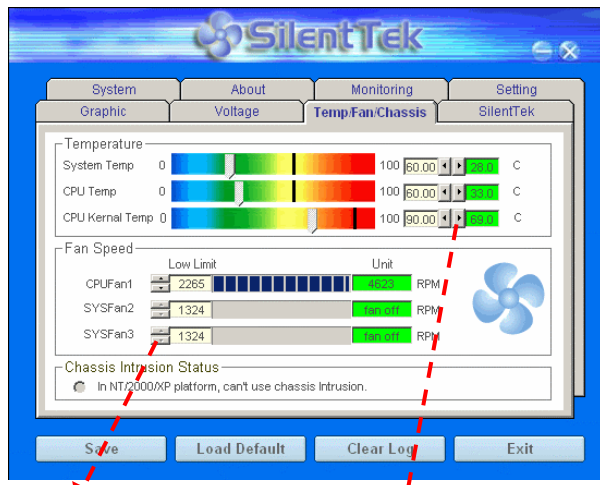 SilentTek
System About Monitoring Setting
Graphic Voltage Temp/Fan/Chassis SilentTek
Temperature
System Temp 0 100 60.00 28.0 C
CPU Temp 0 100 60.00 33.0 C
CPU Kernal Temp 0 100 90.00 69.0 C
Fan Speed
Low Limit Unit
CPUFan1 2265 4623 RPM
SYSFan2 1324 fan off RPM
SYSFan3 1324 fan off RPM
Chassis Intrusion Status
In NT/2000/XP platform, can't use chassis Intrusion.
Save Load Default Clear Log Exit